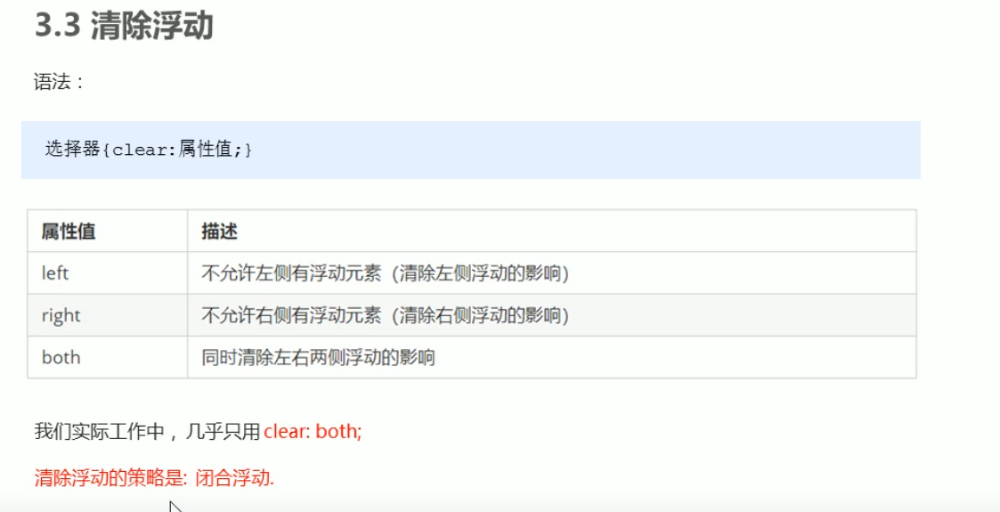 3.3 清除浮动
语法：
选择器{clear:属性值;}
属性值 描述
left 不允许左侧有浮动元素（清除左侧浮动的影响）
right 不允许右侧有浮动元素（清除右侧浮动的影响）
both 同时清除左右两侧浮动的影响
我们实际工作中，几乎只用 clear: both;
清除浮动的策略是: 闭合浮动.